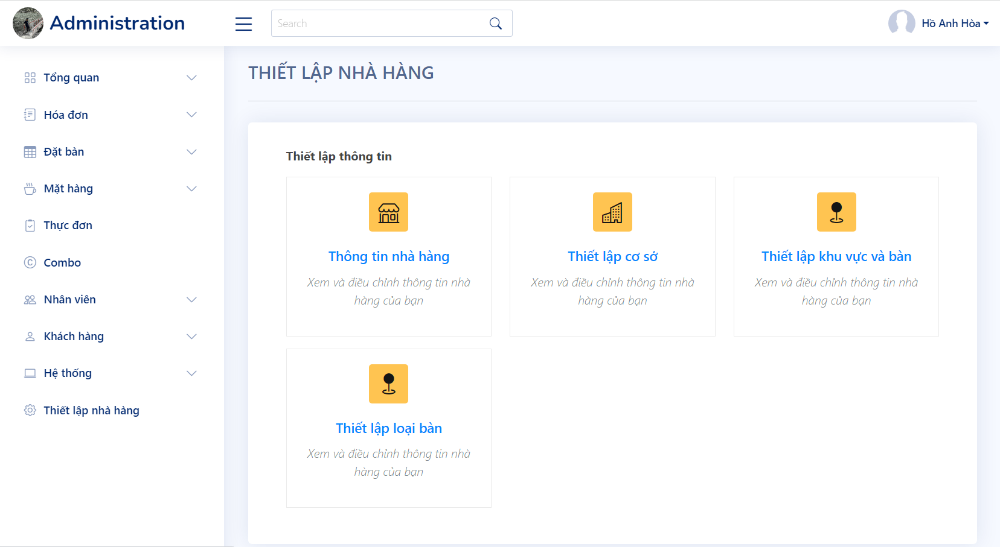 Administration
Search
Hồ Anh Hòa
Tổng quan
Hóa đơn
Đặt bàn
Mặt hàng
Thực đơn
Combo
Nhân viên
Khách hàng
Hệ thống
Thiết lập nhà hàng
THIẾT LẬP NHÀ HÀNG
Thiết lập thông tin
Thông tin nhà hàng
Xem và điều chỉnh thông tin nhà
hàng của bạn
Thiết lập cơ sở
Xem và điều chỉnh thông tin nhà
hàng của bạn
Thiết lập khu vực và bàn
Xem và điều chỉnh thông tin nhà
hàng của bạn
Thiết lập loại bàn
Xem và điều chỉnh thông tin nhà
hàng của bạn